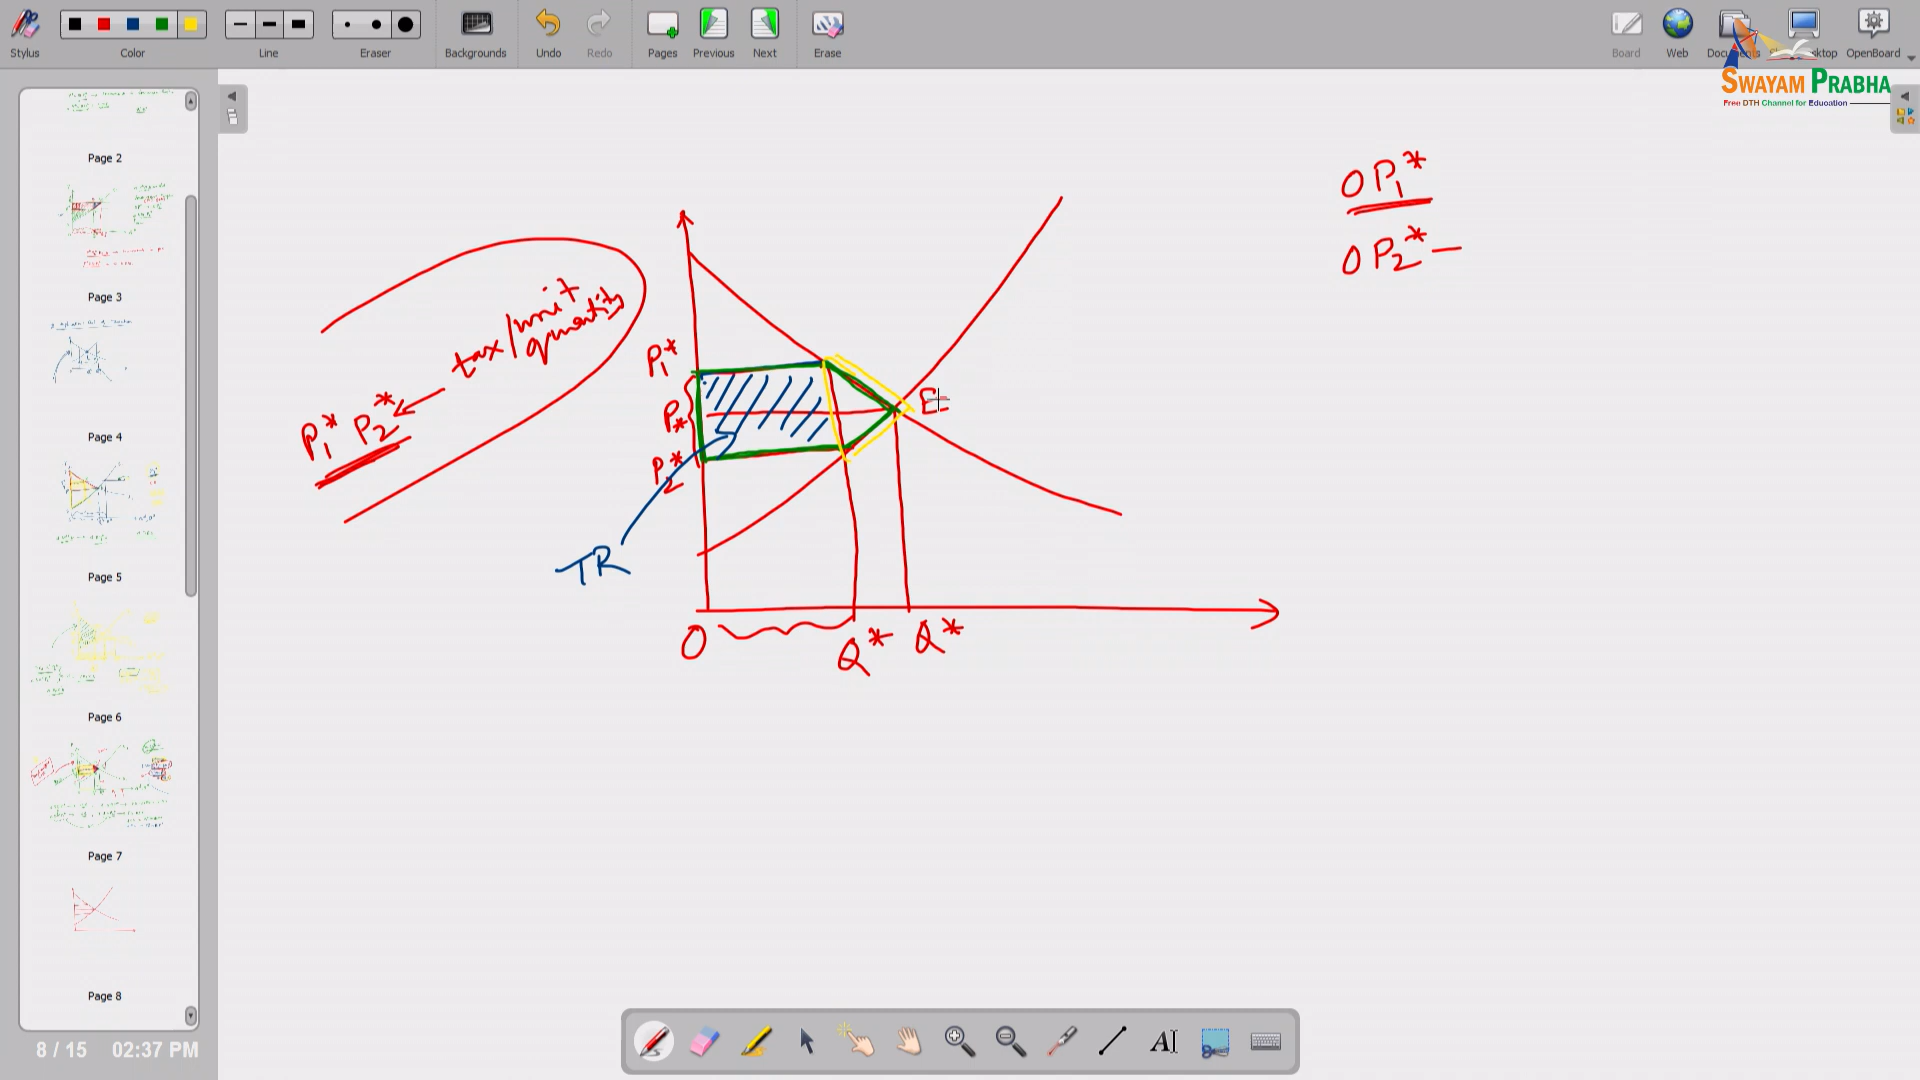 Stylus
Color
Line
Eraser
Backgrounds
Undo
Redo
Pages
Previous
Next
Erase
Board
Web
OpenBoard
SWAYAM PRABHA
Free DTH Channel for Education
Page 2
Page 3
Page 4
Page 5
Page 6
Page 7
Page 8
8 / 15 02:37 PM
OP₁*
OP₂* —
tax/unit
quantity
P₁* P₂*
P₁*
P*
P₂*
E
TR
O
Q*
Q*
AI